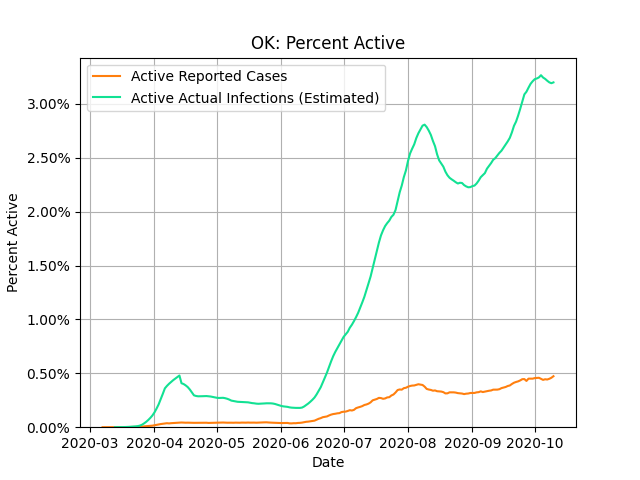 OK: Percent Active
Active Reported Cases
Active Actual Infections (Estimated)
Percent Active
3.00%
2.50%
2.00%
1.50%
1.00%
0.50%
0.00%
2020-03 2020-04 2020-05 2020-06 2020-07 2020-08 2020-09 2020-10
Date